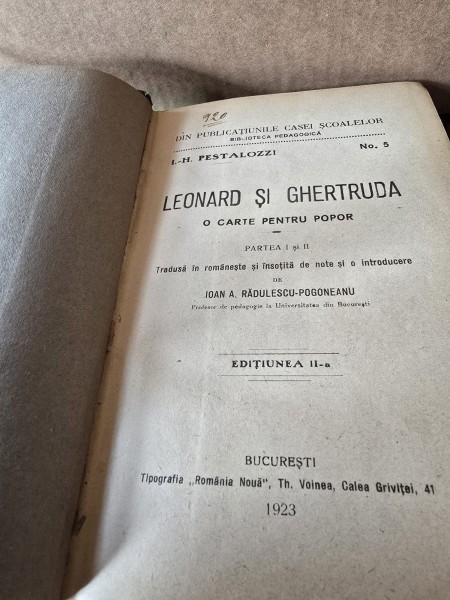 920
DIN PUBLICAȚIUNILE CASEI ȘCOALELOR
BIBLIOTECA PEDAGOGICĂ
I.-H. PESTALOZZI No. 5
LEONARD ȘI GHERTRUDA
O CARTE PENTRU POPOR
PARTEA I și II
Tradusă în românește și însoțită de note și o introducere
DE
IOAN A. RĂDULESCU-POGONEANU
Profesor de pedagogie la Universitatea din București
EDIȚIUNEA II-a
BUCUREȘTI
Tipografia „România Nouă", Th. Voinea, Calea Griviței, 41
1923